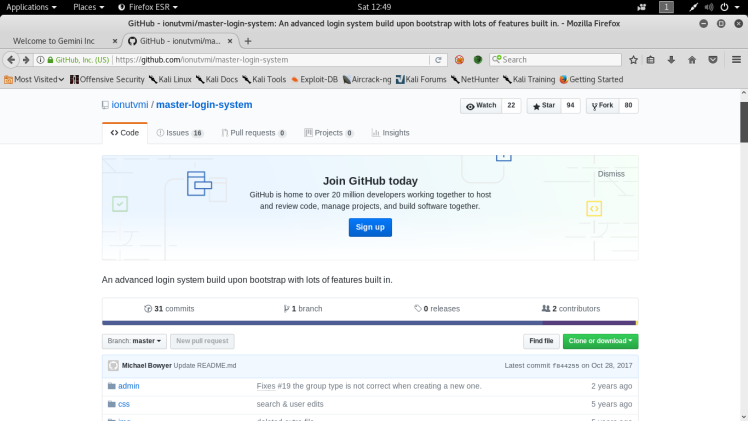 Applications Places Firefox ESR Sat 12:49 1
GitHub - ionutvmi/master-login-system: An advanced login system build upon bootstrap with lots of features built in. - Mozilla Firefox
Welcome to Gemini Inc × GitHub - ionutvmi/ma... × +
GitHub, Inc. (US) https://github.com/ionutvmi/master-login-system Search
Most Visited Offensive Security Kali Linux Kali Docs Kali Tools Exploit-DB Aircrack-ng Kali Forums NetHunter Kali Training Getting Started
ionutvmi / master-login-system Watch 22 Star 94 Fork 80
Code Issues 16 Pull requests 0 Projects 0 Insights
Dismiss
Join GitHub today
GitHub is home to over 20 million developers working together to host
and review code, manage projects, and build software together.
Sign up
An advanced login system build upon bootstrap with lots of features built in.
31 commits 1 branch 0 releases 2 contributors
Branch: master New pull request Find file Clone or download
Michael Bowyer Update README.md Latest commit f844255 on Oct 28, 2017
admin Fixes #19 the group type is not correct when creating a new one. 2 years ago
css search & user edits 5 years ago
img deleted extra file 5 years ago